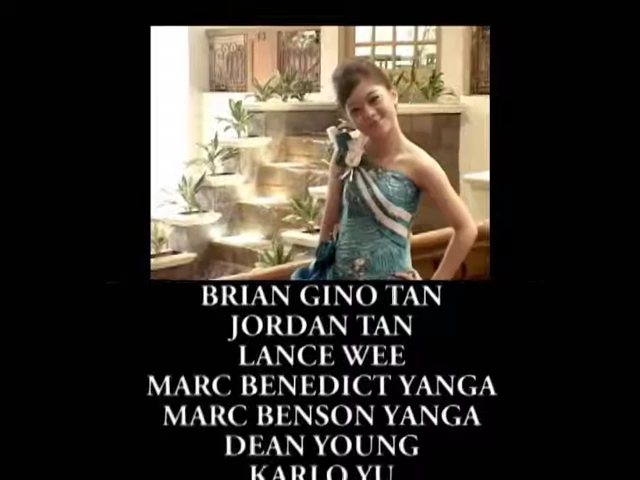 BRIAN GINO TAN
JORDAN TAN
LANCE WEE
MARC BENEDICT YANGA
MARC BENSON YANGA
DEAN YOUNG
KARLO YU